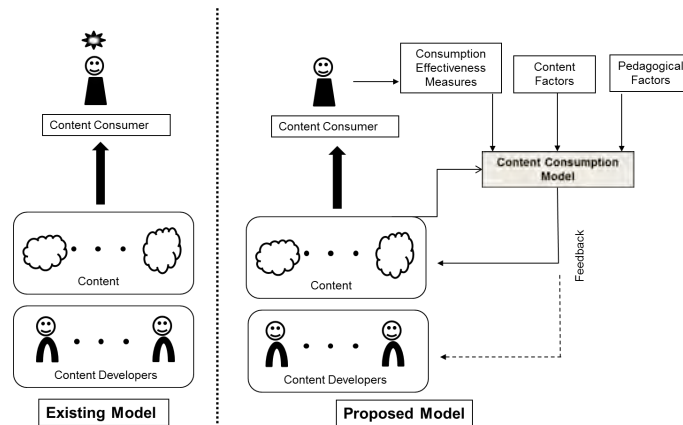 Content Consumer
Content
Content Developers
Existing Model
Consumption
Effectiveness
Measures
Content
Factors
Pedagogical
Factors
Content Consumer
Content Consumption
Model
Content
Feedback
Content Developers
Proposed Model